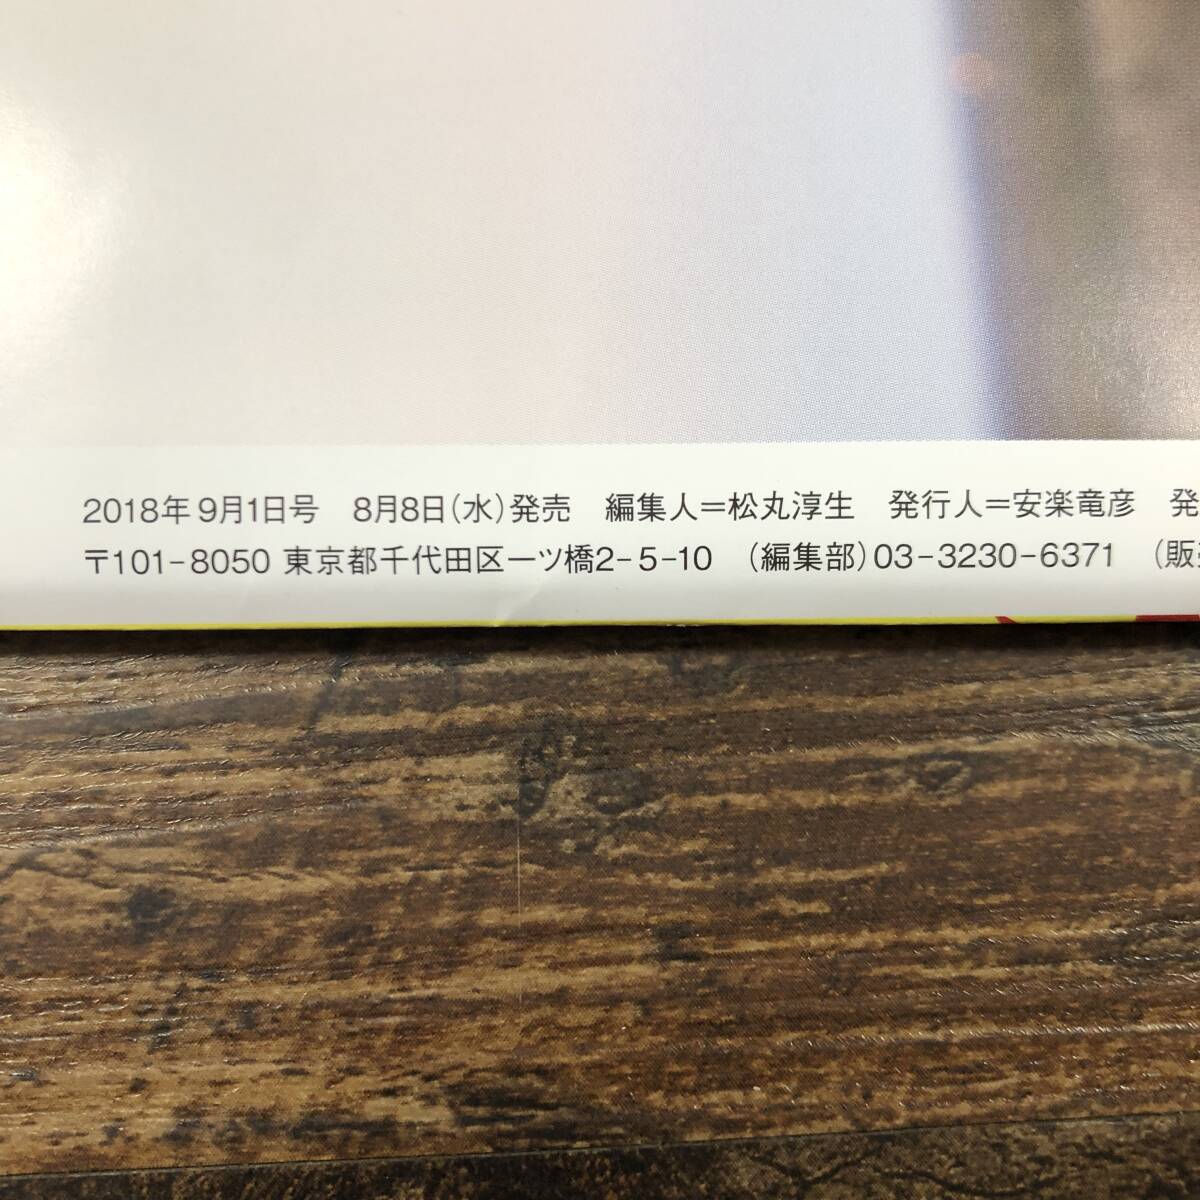 2018年 9月1日号　8月8日（水）発売　編集人＝松丸淳生　発行人＝安楽竜彦　発
〒101-8050 東京都千代田区一ツ橋2-5-10　（編集部）03-3230-6371　（販